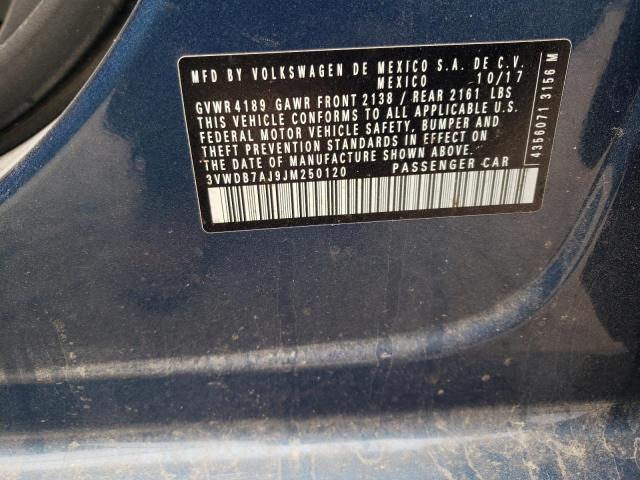 MFD BY VOLKSWAGEN DE MEXICO S.A. DE C.V.
MEXICO 10/17
GVWR 4189 GAWR FRONT 2138 / REAR 2161 LBS
THIS VEHICLE CONFORMS TO ALL APPLICABLE U.S.
FEDERAL MOTOR VEHICLE SAFETY, BUMPER AND
THEFT PREVENTION STANDARDS IN EFFECT ON
THE DATE OF MANUFACTURE SHOWN ABOVE.
3VWDB7AJ9JM250120 PASSENGER CAR
4356071 3156 M